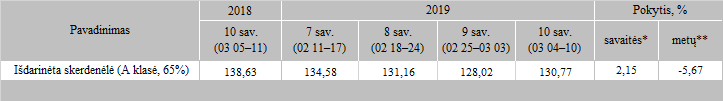 Pavadinimas 2018 2019 Pokytis, %
10 sav. (03 05–11) 7 sav. (02 11–17) 8 sav. (02 18–24) 9 sav. (02 25–03 03) 10 sav. (03 04–10) savaitės* metų**
Išdarinėta skerdenėlė (A klasė, 65%) 138,63 134,58 131,16 128,02 130,77 2,15 -5,67